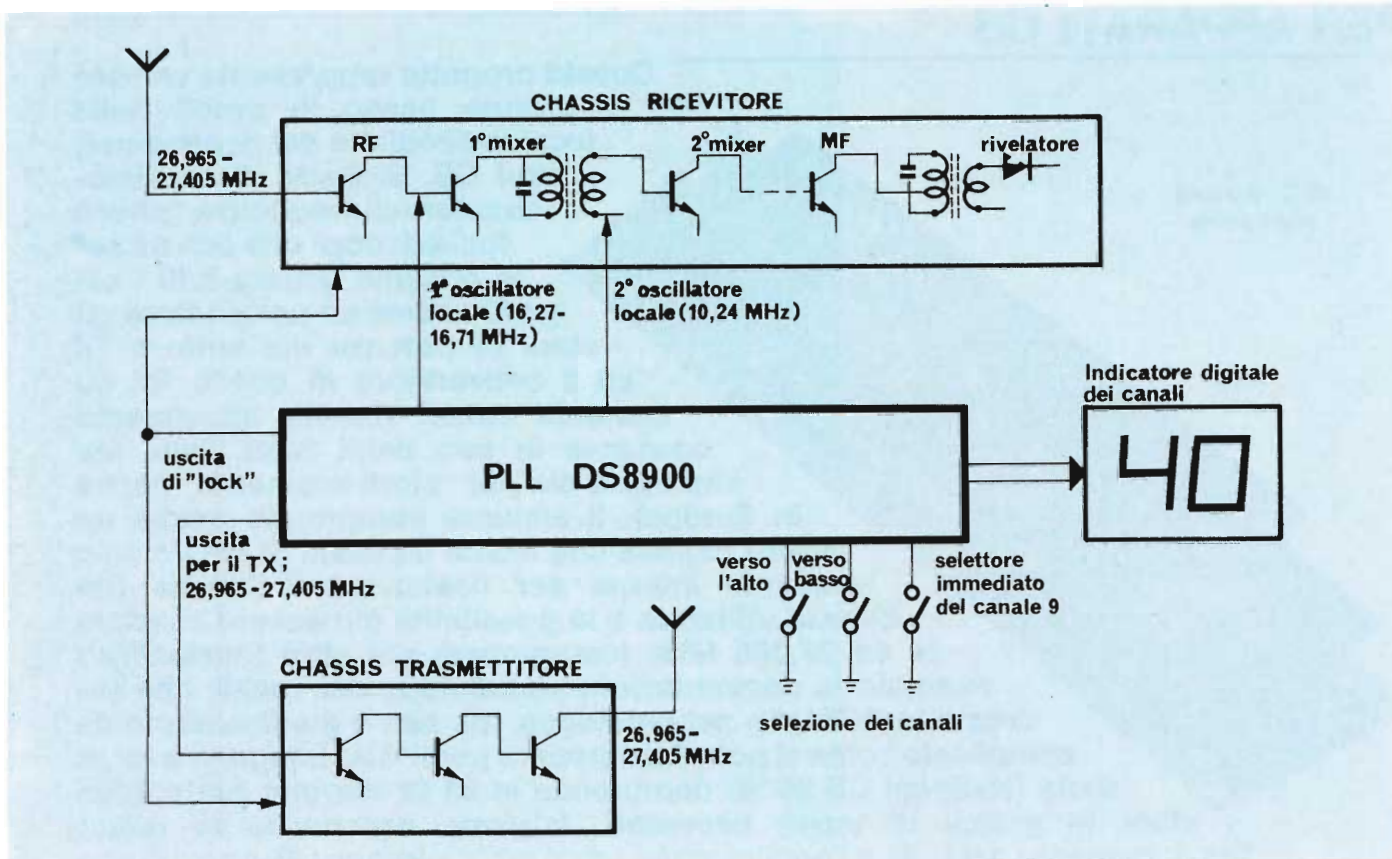 CHASSIS RICEVITORE
RF
1° mixer
2° mixer
MF
rivelatore
26,965 –
27,405 MHz
1° oscillatore
locale (16,27-
16,71 MHz)
2° oscillatore
locale (10,24 MHz)
Indicatore digitale
dei canali
40
PLL DS8900
uscita
di "lock"
uscita
per il TX;
26,965-27,405 MHz
verso
l'alto
verso
basso
selettore
immediato
del canale 9
selezione dei canali
CHASSIS TRASMETTITORE
26,965-
27,405 MHz